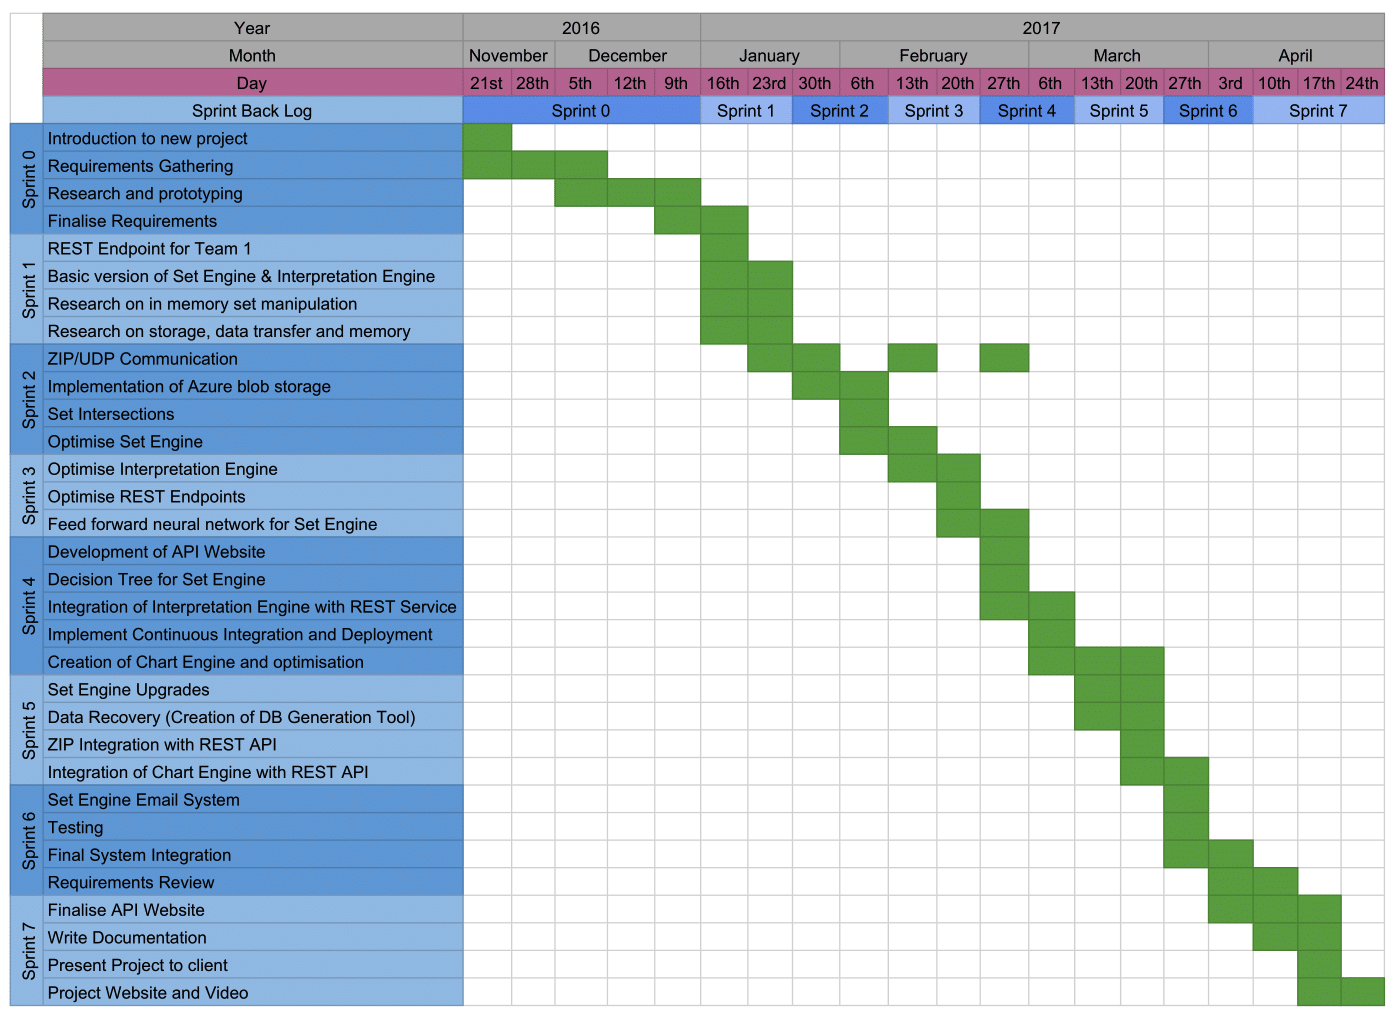 Year 2016 2017
Month November December January February March April
Day 21st 28th 5th 12th 9th 16th 23rd 30th 6th 13th 20th 27th 6th 13th 20th 27th 3rd 10th 17th 24th
Sprint Back Log Sprint 0 Sprint 1 Sprint 2 Sprint 3 Sprint 4 Sprint 5 Sprint 6 Sprint 7
Sprint 0
Introduction to new project
Requirements Gathering
Research and prototyping
Finalise Requirements
Sprint 1
REST Endpoint for Team 1
Basic version of Set Engine & Interpretation Engine
Research on in memory set manipulation
Research on storage, data transfer and memory
Sprint 2
ZIP/UDP Communication
Implementation of Azure blob storage
Set Intersections
Optimise Set Engine
Sprint 3
Optimise Interpretation Engine
Optimise REST Endpoints
Feed forward neural network for Set Engine
Sprint 4
Development of API Website
Decision Tree for Set Engine
Integration of Interpretation Engine with REST Service
Implement Continuous Integration and Deployment
Creation of Chart Engine and optimisation
Sprint 5
Set Engine Upgrades
Data Recovery (Creation of DB Generation Tool)
ZIP Integration with REST API
Integration of Chart Engine with REST API
Sprint 6
Set Engine Email System
Testing
Final System Integration
Requirements Review
Sprint 7
Finalise API Website
Write Documentation
Present Project to client
Project Website and Video